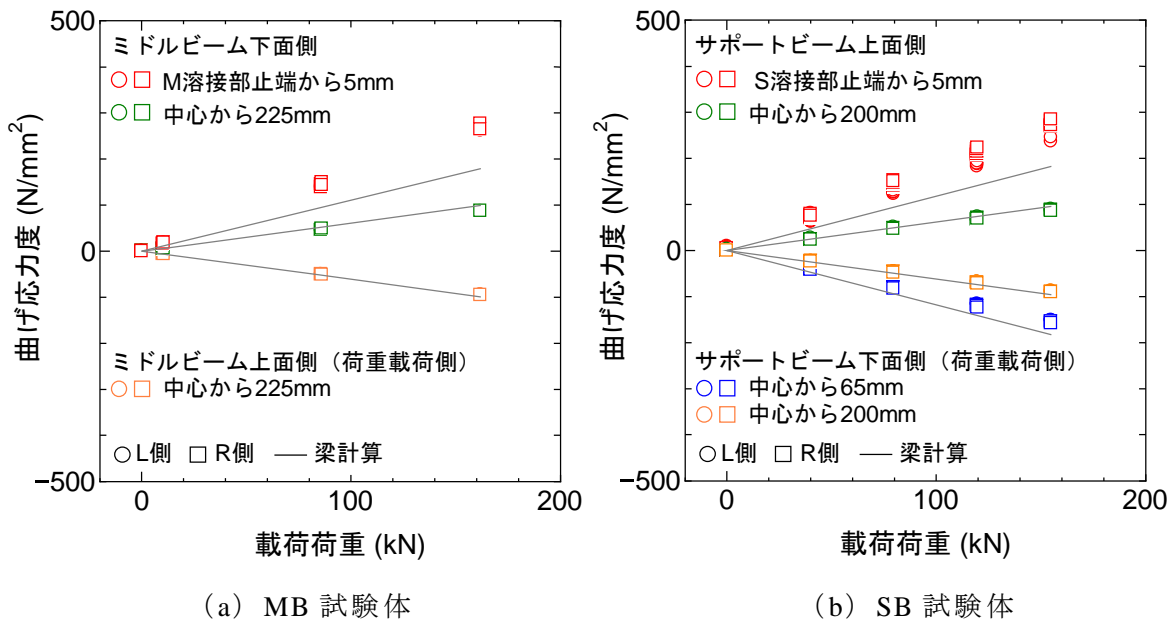 500
ミドルビーム下面側
M溶接部止端から5mm
中心から225mm
0
ミドルビーム上面側（荷重載荷側）
中心から225mm
L側 R側 梁計算
−500
0 100 200
載荷荷重 (kN)
曲げ応力度 (N/mm²)
(a) MB 試験体
500
サポートビーム上面側
S溶接部止端から5mm
中心から200mm
0
サポートビーム下面側（荷重載荷側）
中心から65mm
中心から200mm
L側 R側 梁計算
−500
0 100 200
載荷荷重 (kN)
曲げ応力度 (N/mm²)
(b) SB 試験体